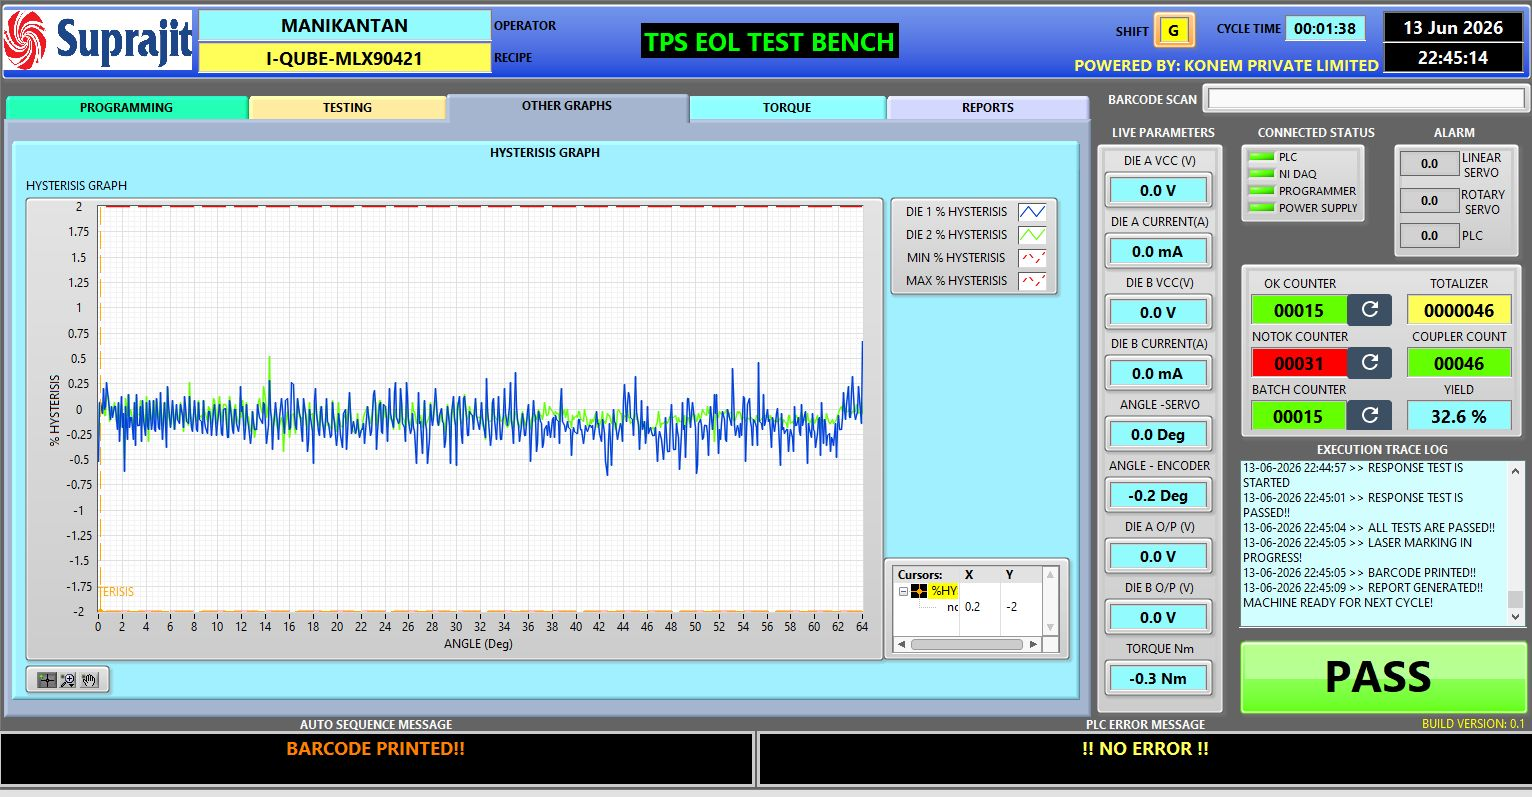 Suprajit
MANIKANTAN
OPERATOR
I-QUBE-MLX90421
RECIPE
TPS EOL TEST BENCH
SHIFT
G
CYCLE TIME
00:01:38
POWERED BY: KONEM PRIVATE LIMITED
13 Jun 2026
22:45:14
PROGRAMMING
TESTING
OTHER GRAPHS
TORQUE
REPORTS
BARCODE SCAN
HYSTERISIS GRAPH
HYSTERISIS GRAPH
% HYSTERISIS
2
1.75
1.5
1.25
1
0.75
0.5
0.25
0
-0.25
-0.5
-0.75
-1
-1.25
-1.5
-1.75
-2
TERISIS
0 2 4 6 8 10 12 14 16 18 20 22 24 26 28 30 32 34 36 38 40 42 44 46 48 50 52 54 56 58 60 62 64
ANGLE (Deg)
DIE 1 % HYSTERISIS
DIE 2 % HYSTERISIS
MIN % HYSTERISIS
MAX % HYSTERISIS
Cursors: X Y
%HY
nc 0.2 -2
LIVE PARAMETERS
DIE A VCC (V)
0.0 V
DIE A CURRENT(A)
0.0 mA
DIE B VCC(V)
0.0 V
DIE B CURRENT(A)
0.0 mA
ANGLE -SERVO
0.0 Deg
ANGLE - ENCODER
-0.2 Deg
DIE A O/P (V)
0.0 V
DIE B O/P (V)
0.0 V
TORQUE Nm
-0.3 Nm
CONNECTED STATUS
PLC
NI DAQ
PROGRAMMER
POWER SUPPLY
ALARM
0.0 LINEAR SERVO
0.0 ROTARY SERVO
0.0 PLC
OK COUNTER
00015
TOTALIZER
0000046
NOTOK COUNTER
00031
COUPLER COUNT
00046
BATCH COUNTER
00015
YIELD
32.6 %
EXECUTION TRACE LOG
13-06-2026 22:44:57 >> RESPONSE TEST IS
STARTED
13-06-2026 22:45:01 >> RESPONSE TEST IS
PASSED!!
13-06-2026 22:45:04 >> ALL TESTS ARE PASSED!!
13-06-2026 22:45:05 >> LASER MARKING IN
PROGRESS!
13-06-2026 22:45:05 >> BARCODE PRINTED!!
13-06-2026 22:45:09 >> REPORT GENERATED!!
MACHINE READY FOR NEXT CYCLE!
PASS
BUILD VERSION: 0.1
AUTO SEQUENCE MESSAGE
BARCODE PRINTED!!
PLC ERROR MESSAGE
!! NO ERROR !!